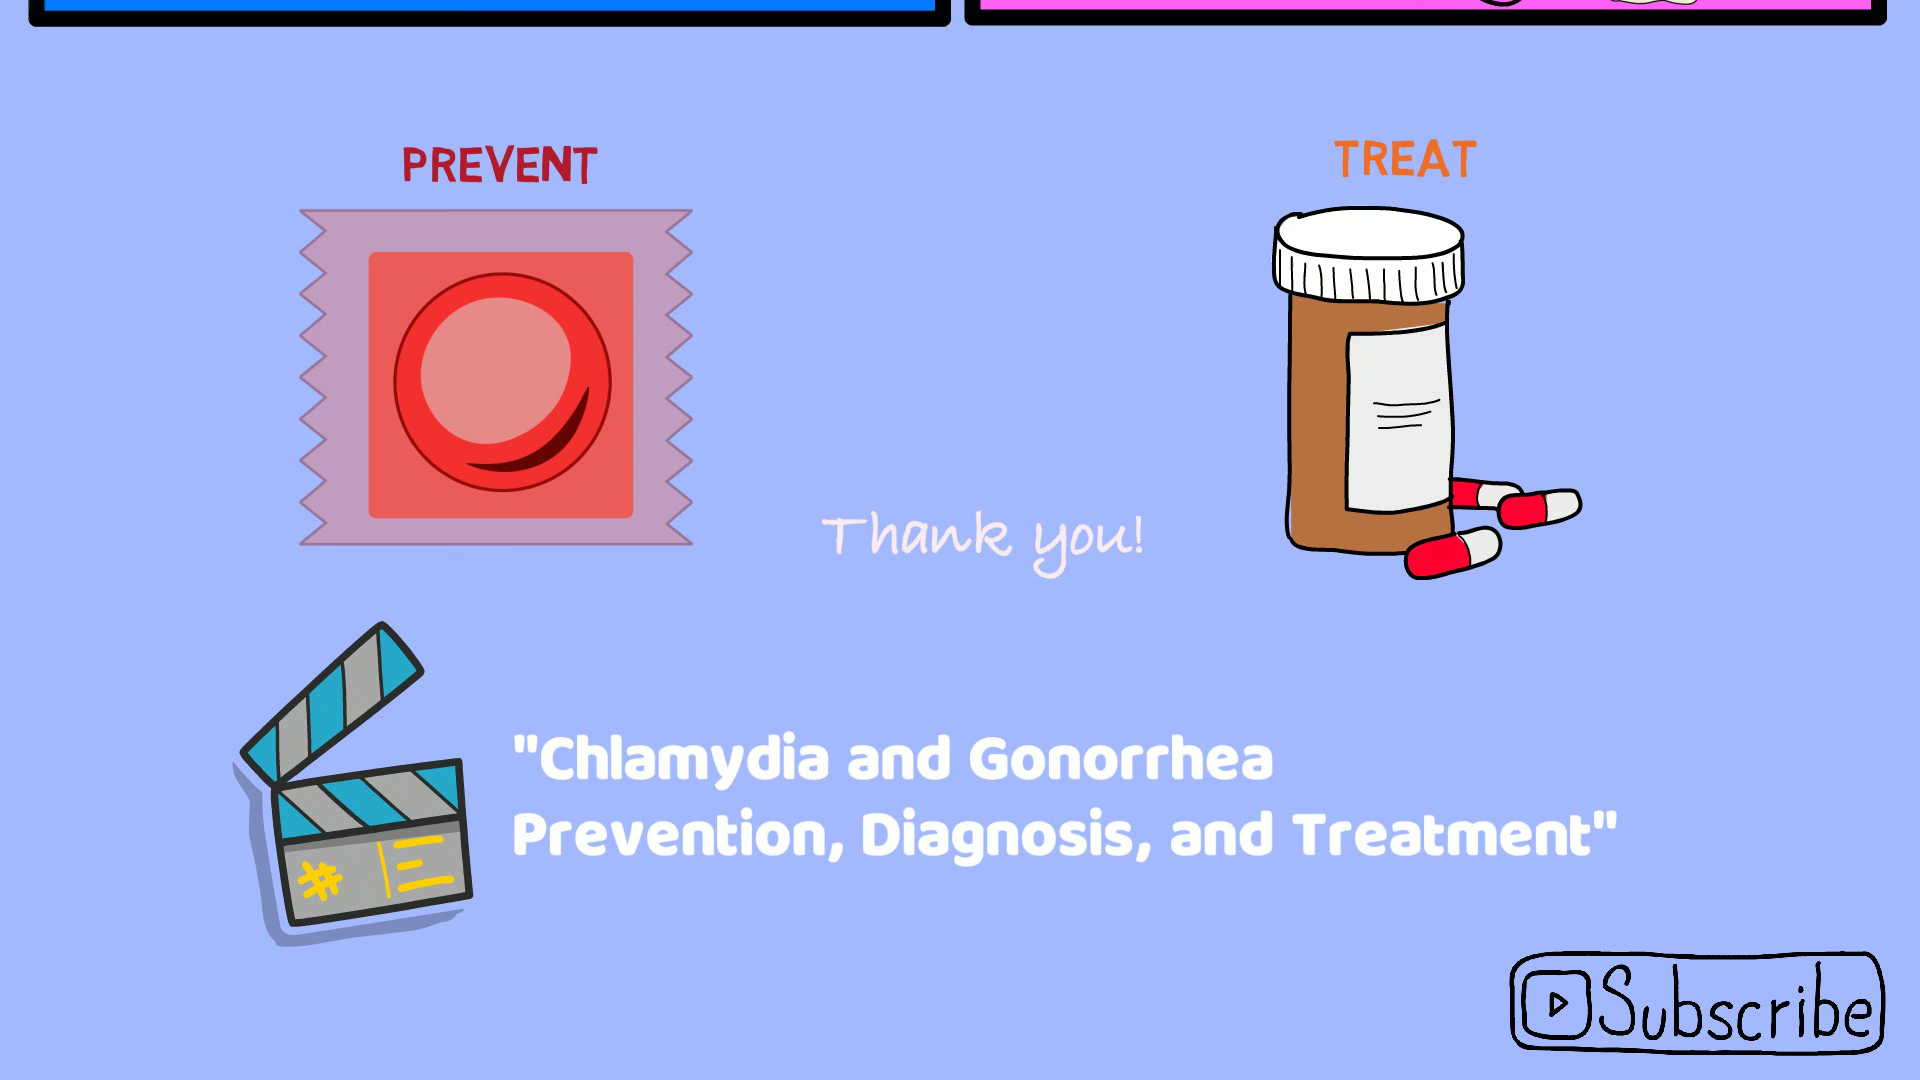 PREVENT
TREAT
Thank you!
"Chlamydia and Gonorrhea
Prevention, Diagnosis, and Treatment"
Subscribe